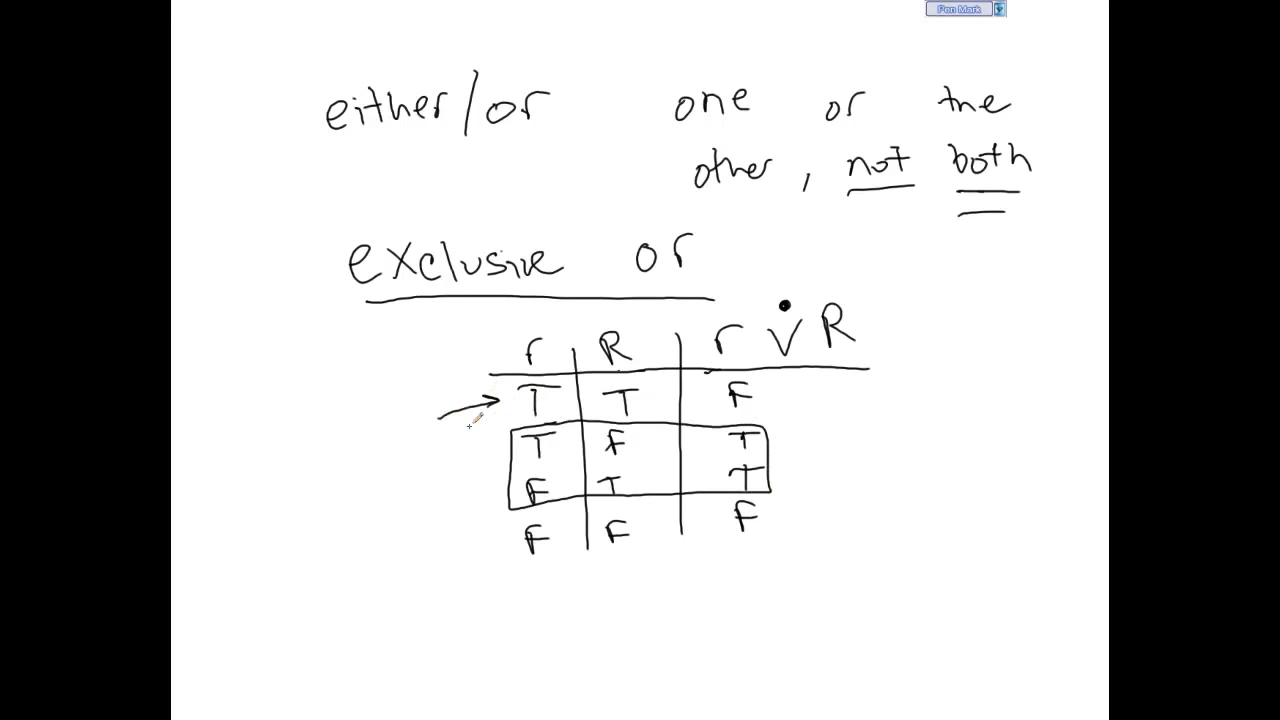 Pen Mark
either/or one or the
other, not both
exclusive or
r R r v̇ R
T T F
T F T
F T T
F F F